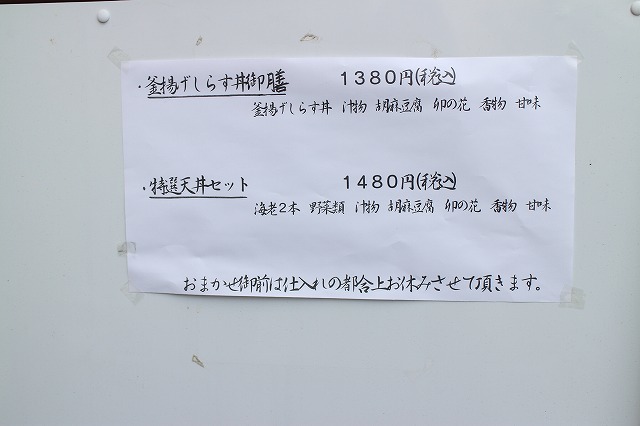 ・釜揚げしらす丼御膳 1380円(税込)
釜揚げしらす丼 汁物 胡麻豆腐 卯の花 香物 甘味
・特選天丼セット 1480円(税込)
海老2本 野菜類 汁物 胡麻豆腐 卯の花 香物 甘味
おまかせ御前は仕入れの都合上お休みさせて頂きます。